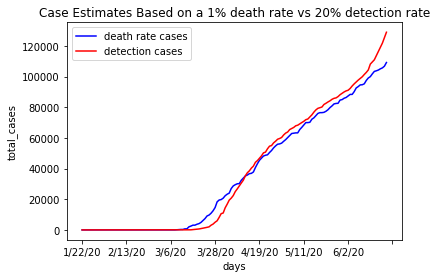 Case Estimates Based on a 1% death rate vs 20% detection rate
death rate cases
detection cases
total_cases
120000
100000
80000
60000
40000
20000
0
1/22/20 2/13/20 3/6/20 3/28/20 4/19/20 5/11/20 6/2/20
days